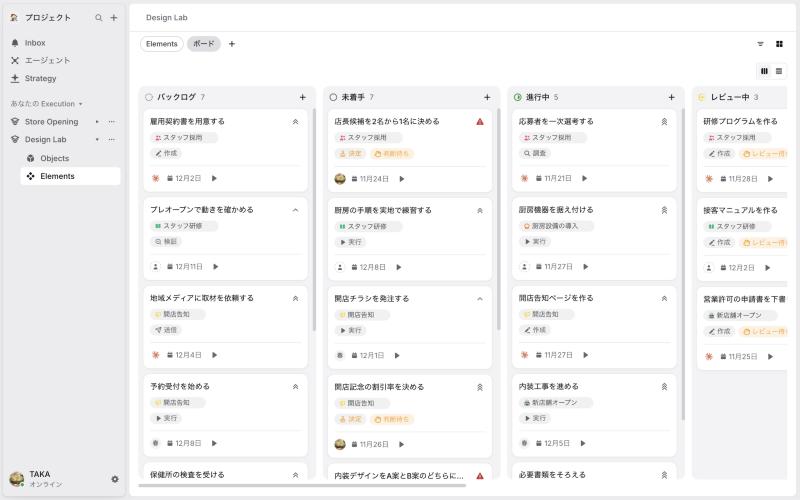 プロジェクト
Inbox
エージェント
Strategy
あなたの Execution
Store Opening
Design Lab
Objects
Elements
TAKA
オンライン
Design Lab
Elements
ボード
バックログ 7
雇用契約書を用意する
スタッフ採用
作成
12月2日
プレオープンで動きを確かめる
スタッフ研修
検証
12月11日
地域メディアに取材を依頼する
開店告知
送信
12月4日
予約受付を始める
開店告知
実行
12月8日
保健所の検査を受ける
未着手 7
店長候補を2名から1名に決める
スタッフ採用
決定 判断待ち
11月24日
厨房の手順を実地で練習する
スタッフ研修
実行
12月8日
開店チラシを発注する
開店告知
実行
12月1日
開店記念の割引率を決める
開店告知
決定 判断待ち
11月26日
内装デザインをA案とB案のどちらに...
進行中 5
応募者を一次選考する
スタッフ採用
調査
11月21日
厨房機器を据え付ける
厨房設備の導入
実行
11月27日
開店告知ページを作る
開店告知
作成
11月27日
内装工事を進める
新店舗オープン
実行
12月5日
必要書類をそろえる
レビュー中 3
研修プログラムを作る
スタッフ採用
作成 レビュー待ち
11月28日
接客マニュアルを作る
スタッフ研修
作成 レビュー待ち
12月2日
営業許可の申請書を下書
新店舗オープン
作成 レビュー待ち
11月25日